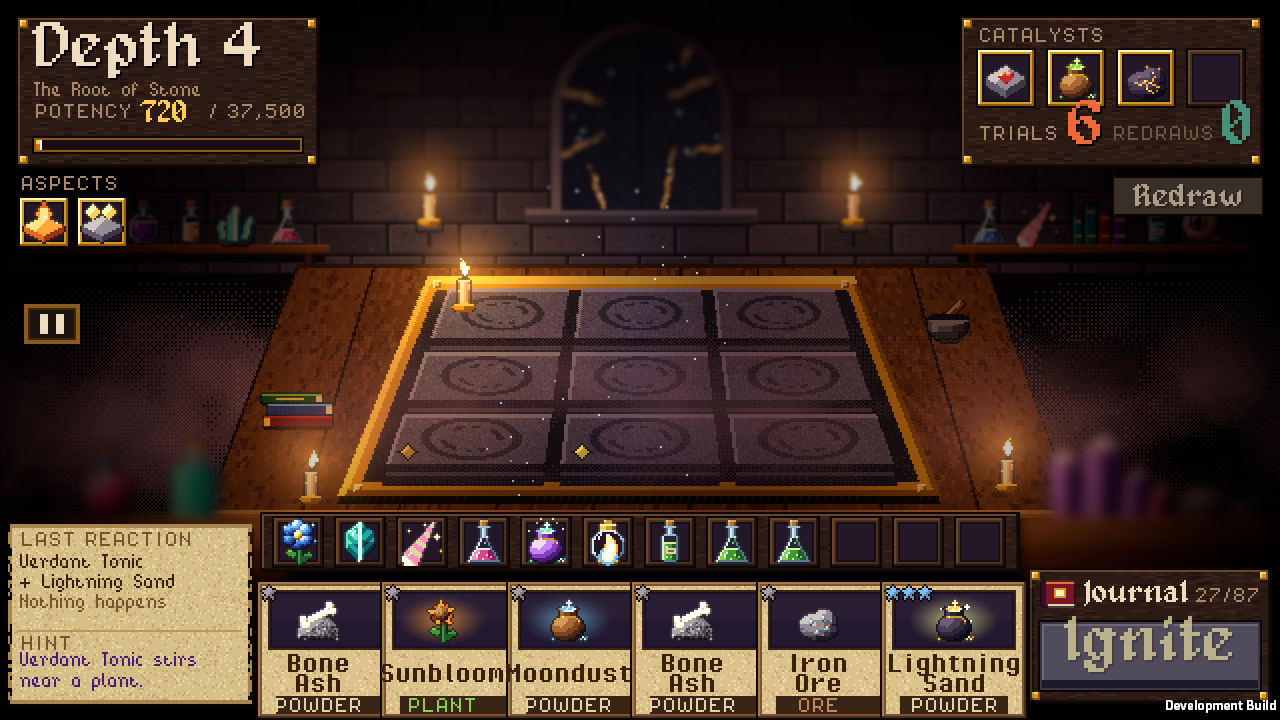 Depth 4
The Root of Stone
POTENCY 720 / 37,500
ASPECTS
CATALYSTS
TRIALS 6 REDRAWS 0
Redraw
LAST REACTION
Verdant Tonic
+ Lightning Sand
Nothing happens
HINT
Verdant Tonic stirs
near a plant.
Bone
Ash
POWDER
Sunbloom
PLANT
Moondust
POWDER
Bone
Ash
POWDER
Iron
Ore
ORE
Lightning
Sand
POWDER
Journal 27/87
Ignite
Development Build